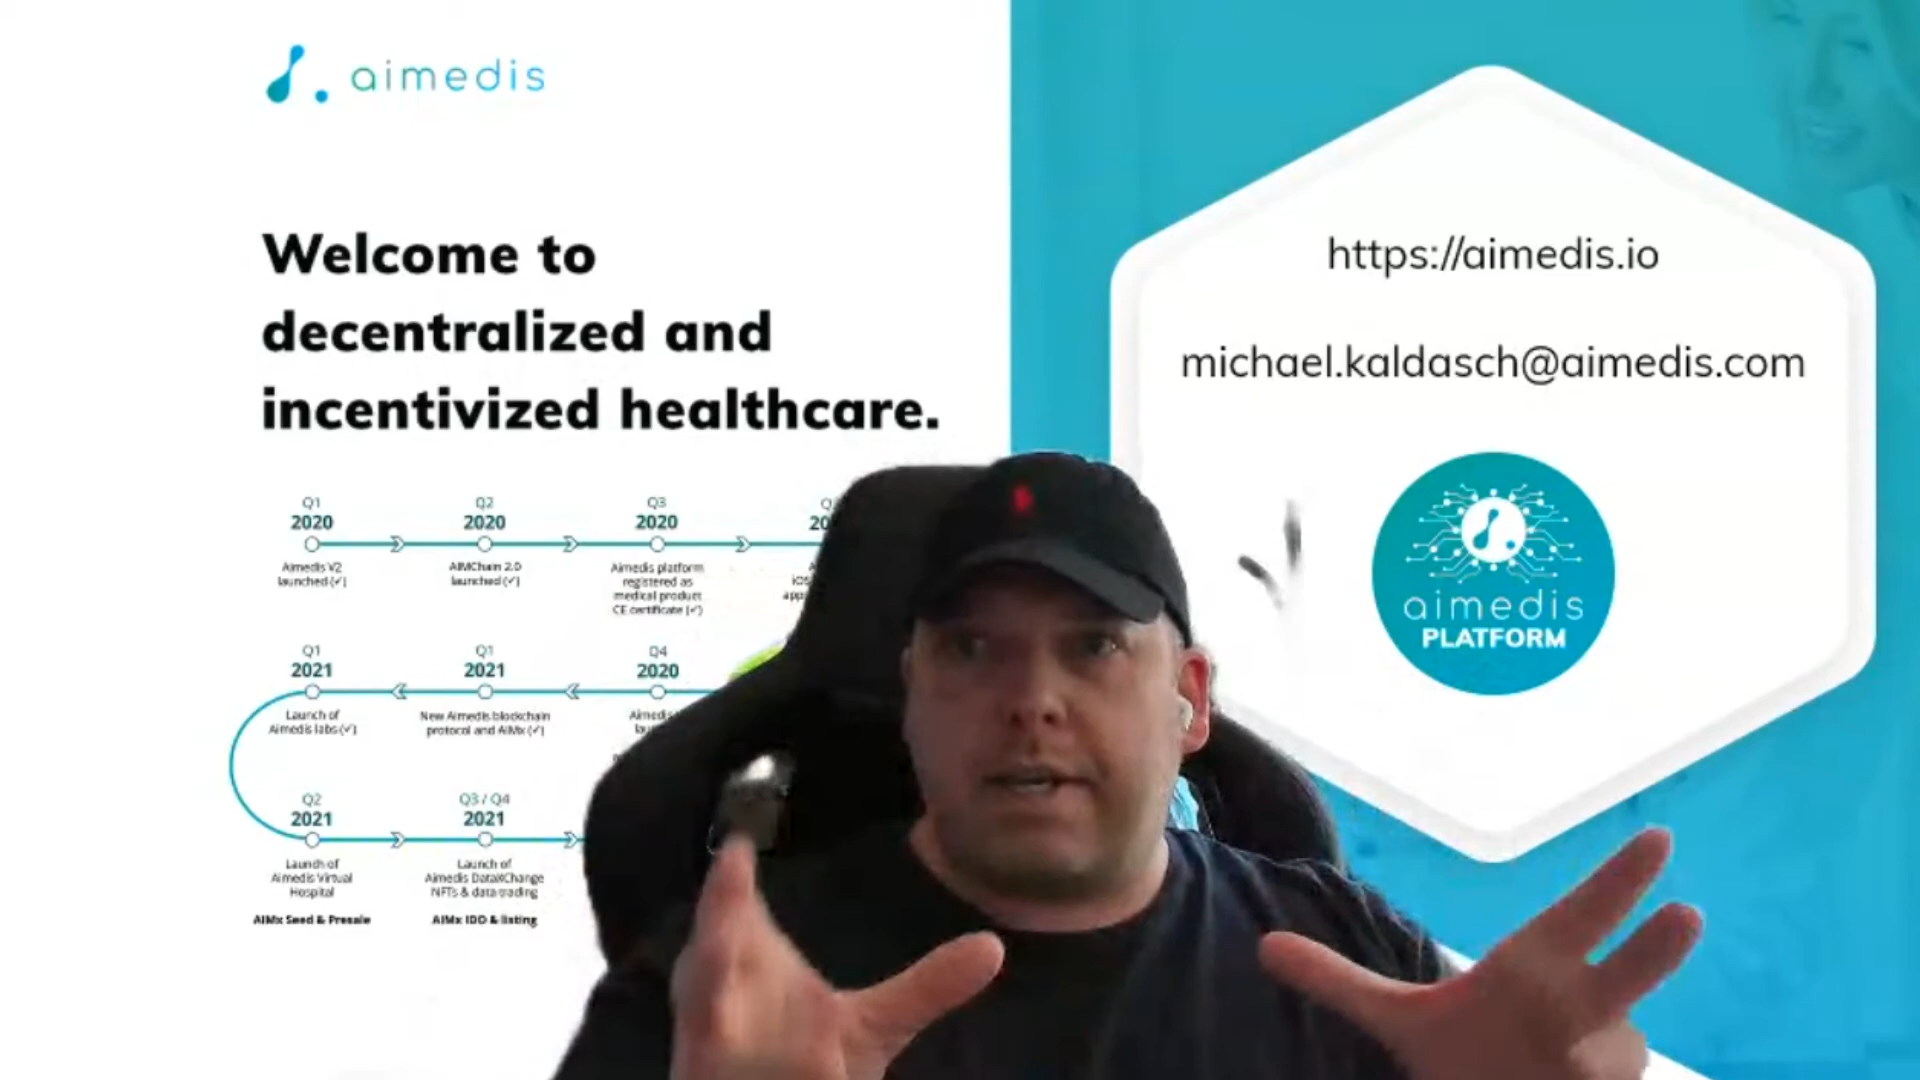 aimedis
Welcome to
decentralized and
incentivized healthcare.
https://aimedis.io
michael.kaldasch@aimedis.com
aimedis
PLATFORM
Q1
2020
Aimedis V2
launched (✓)
Q2
2020
AIMChain 2.0
launched (✓)
Q3
2020
Aimedis platform
registered as
medical product
CE certificate (✓)
20
iOS
app
Q1
2021
Launch of
Aimedis labs (✓)
Q1
2021
New Aimedis blockchain
protocol and AIMx (✓)
Q4
2020
Aimedis
Q2
2021
Launch of
Aimedis Virtual
Hospital
AIMx Seed & Presale
Q3 / Q4
2021
Launch of
Aimedis DataXChange
NFTs & data trading
AIMx IDO & listing